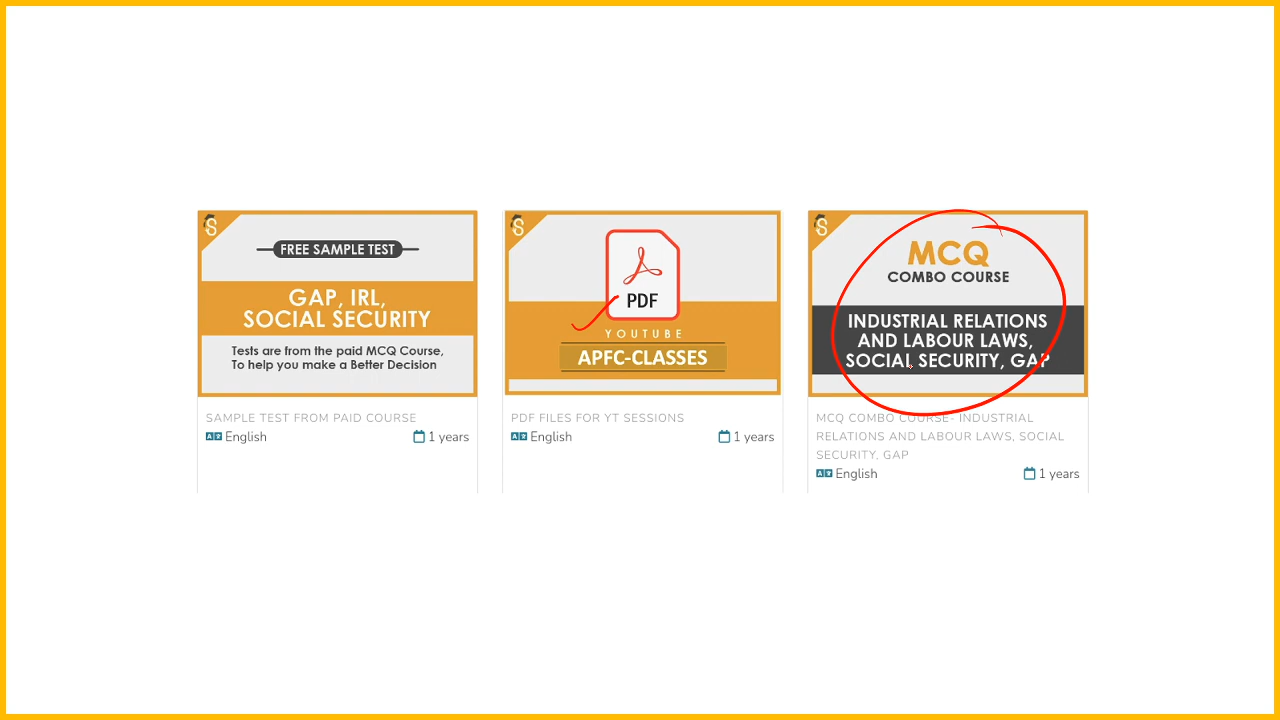 FREE SAMPLE TEST
GAP, IRL,
SOCIAL SECURITY
Tests are from the paid MCQ Course,
To help you make a Better Decision
SAMPLE TEST FROM PAID COURSE
English
1 years
PDF
YOUTUBE
APFC-CLASSES
PDF FILES FOR YT SESSIONS
English
1 years
MCQ
COMBO COURSE
INDUSTRIAL RELATIONS
AND LABOUR LAWS,
SOCIAL SECURITY, GAP
MCQ COMBO COURSE- INDUSTRIAL
RELATIONS AND LABOUR LAWS, SOCIAL
SECURITY, GAP
English
1 years